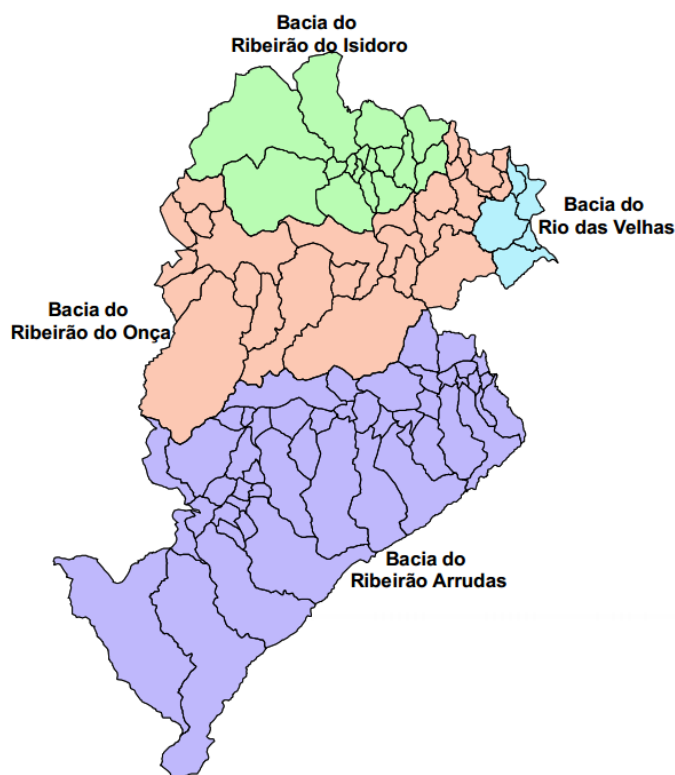 Bacia do
Ribeirão do Isidoro
Bacia do
Rio das Velhas
Bacia do
Ribeirão do Onça
Bacia do
Ribeirão Arrudas